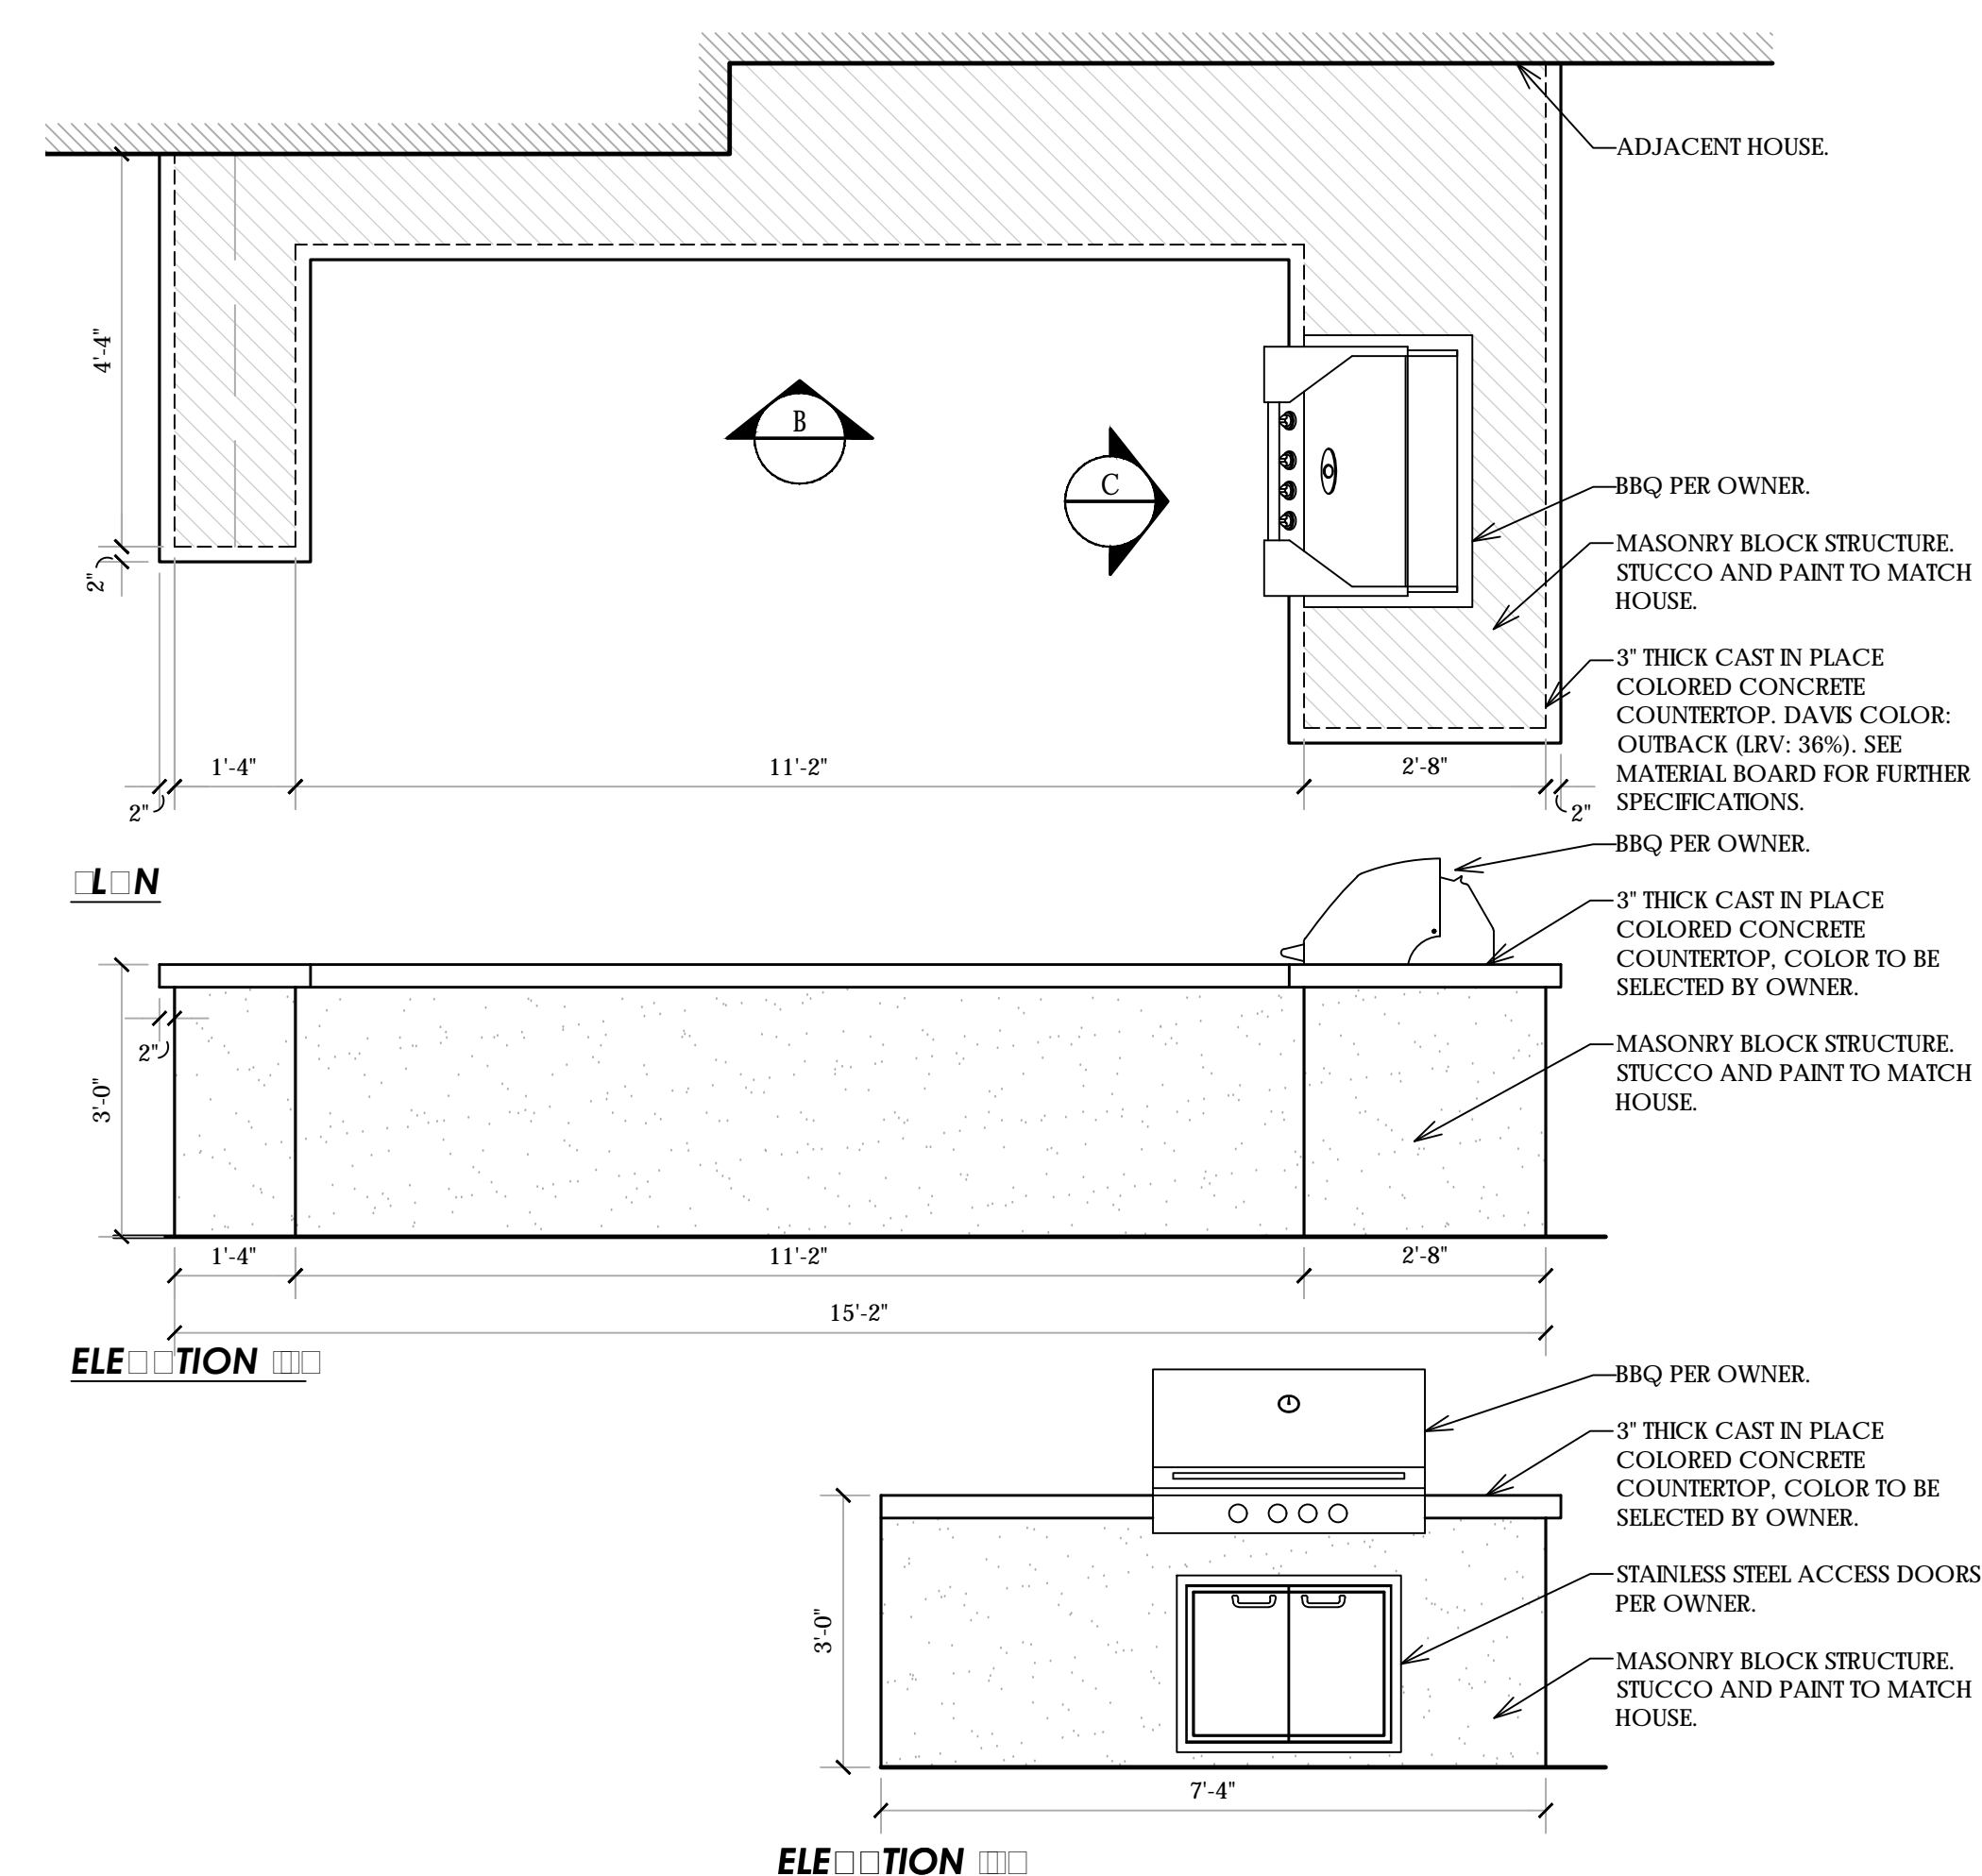 ADJACENT HOUSE.
4'-4"
B
C
BBQ PER OWNER.
MASONRY BLOCK STRUCTURE.
STUCCO AND PAINT TO MATCH
HOUSE.
2"
3" THICK CAST IN PLACE
COLORED CONCRETE
COUNTERTOP. DAVIS COLOR:
OUTBACK (LRV: 36%). SEE
MATERIAL BOARD FOR FURTHER
SPECIFICATIONS.
1'-4"
11'-2"
2'-8"
2"
2"
□L□N
BBQ PER OWNER.
3" THICK CAST IN PLACE
COLORED CONCRETE
COUNTERTOP, COLOR TO BE
SELECTED BY OWNER.
2"
3'-0"
MASONRY BLOCK STRUCTURE.
STUCCO AND PAINT TO MATCH
HOUSE.
1'-4"
11'-2"
2'-8"
15'-2"
ELE□□TION □□□
BBQ PER OWNER.
3" THICK CAST IN PLACE
COLORED CONCRETE
COUNTERTOP, COLOR TO BE
SELECTED BY OWNER.
3'-0"
STAINLESS STEEL ACCESS DOORS
PER OWNER.
MASONRY BLOCK STRUCTURE.
STUCCO AND PAINT TO MATCH
HOUSE.
7'-4"
ELE□□TION □□□